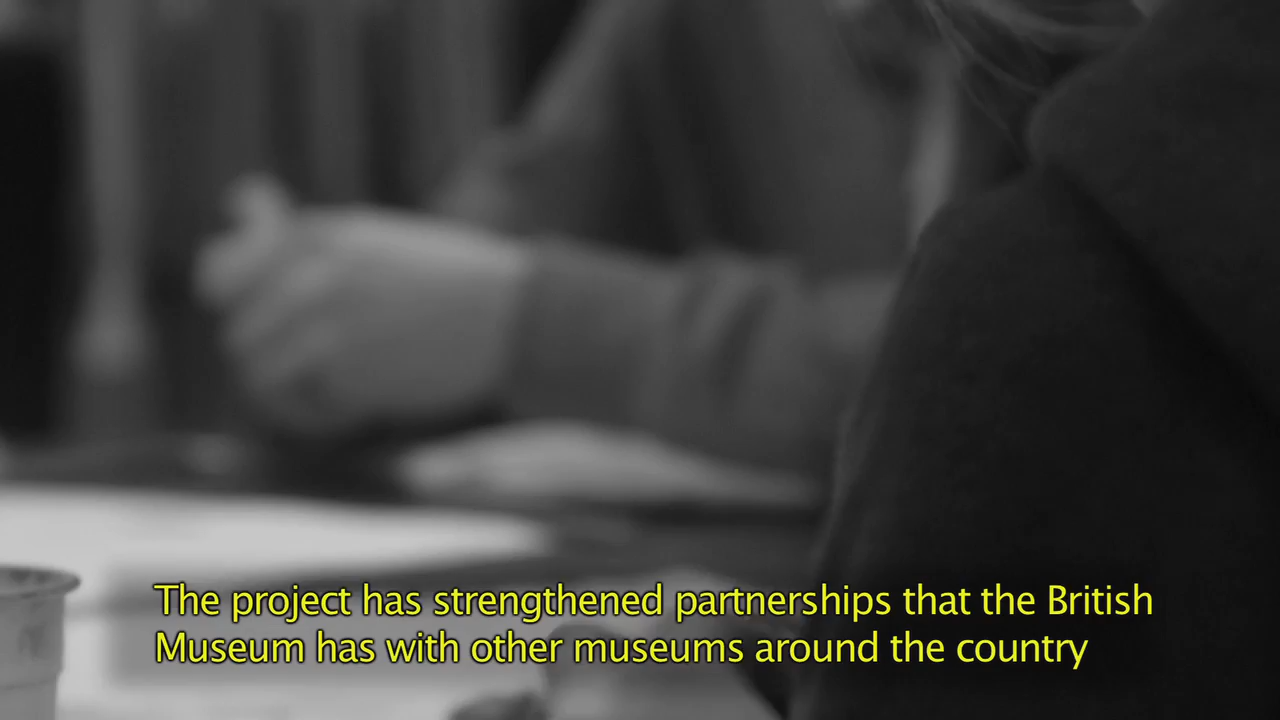 The project has strengthened partnerships that the British
Museum has with other museums around the country